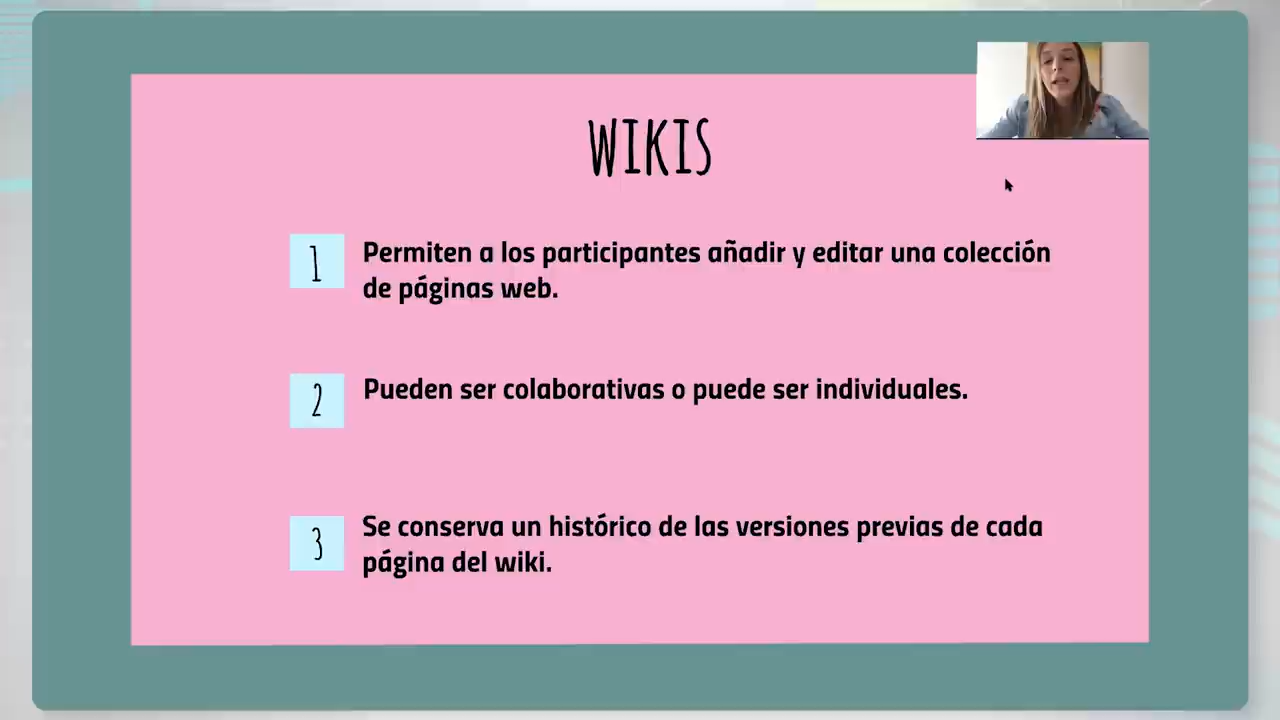 WIKIS
1
Permiten a los participantes añadir y editar una colección
de páginas web.
2
Pueden ser colaborativas o puede ser individuales.
3
Se conserva un histórico de las versiones previas de cada
página del wiki.